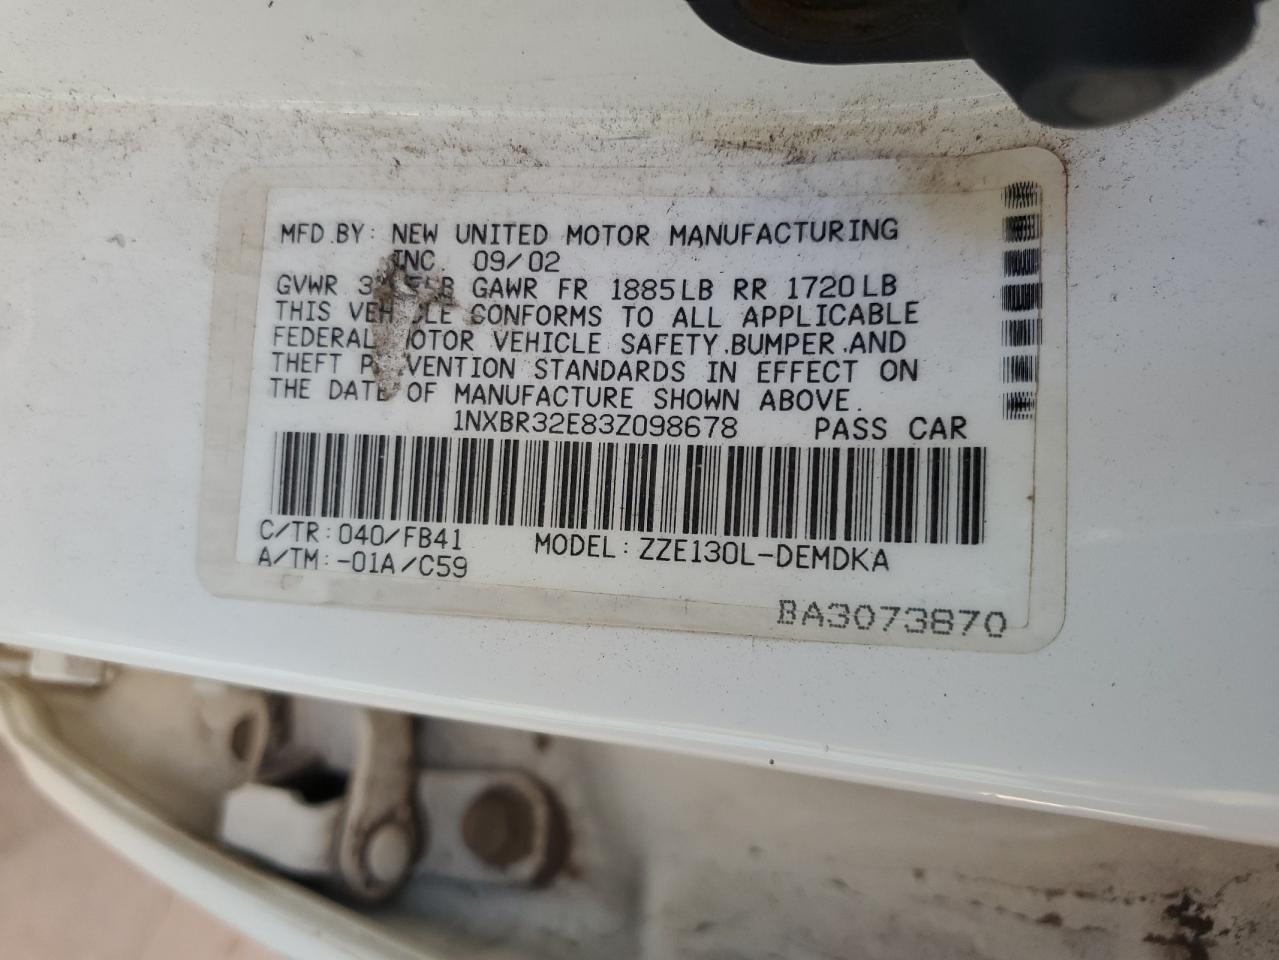 MFD.BY: NEW UNITED MOTOR MANUFACTURING
INC 09/02
GVWR GAWR FR 1885LB RR 1720LB
THIS CONFORMS TO ALL APPLICABLE
FEDERAL MOTOR VEHICLE SAFETY.BUMPER.AND
THEFT STANDARDS IN EFFECT ON
THE DATE OF MANUFACTURE SHOWN ABOVE.
1NXBR32E83Z098678 PASS CAR
C/TR:040/FB41 MODEL:ZZE130L-DEMDKA
A/TM:-01A/C59
BA3073870